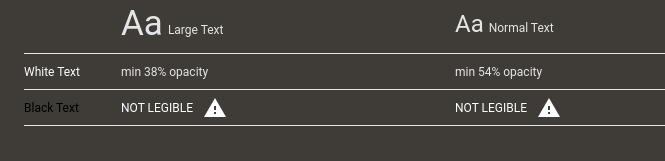 Aa Large Text Aa Normal Text
White Text min 38% opacity min 54% opacity
Black Text NOT LEGIBLE NOT LEGIBLE